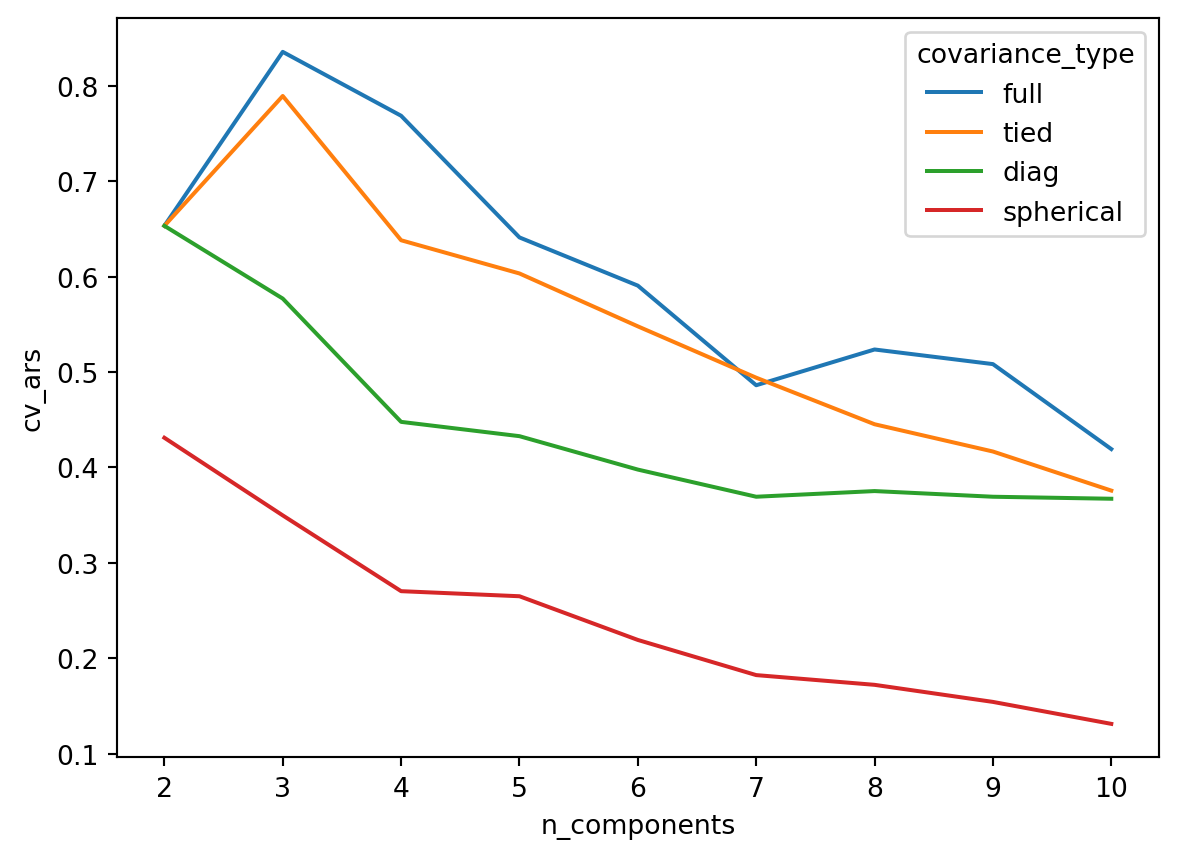 covariance_type
full
tied
diag
spherical
cv_ars
0.8
0.7
0.6
0.5
0.4
0.3
0.2
0.1
2 3 4 5 6 7 8 9 10
n_components